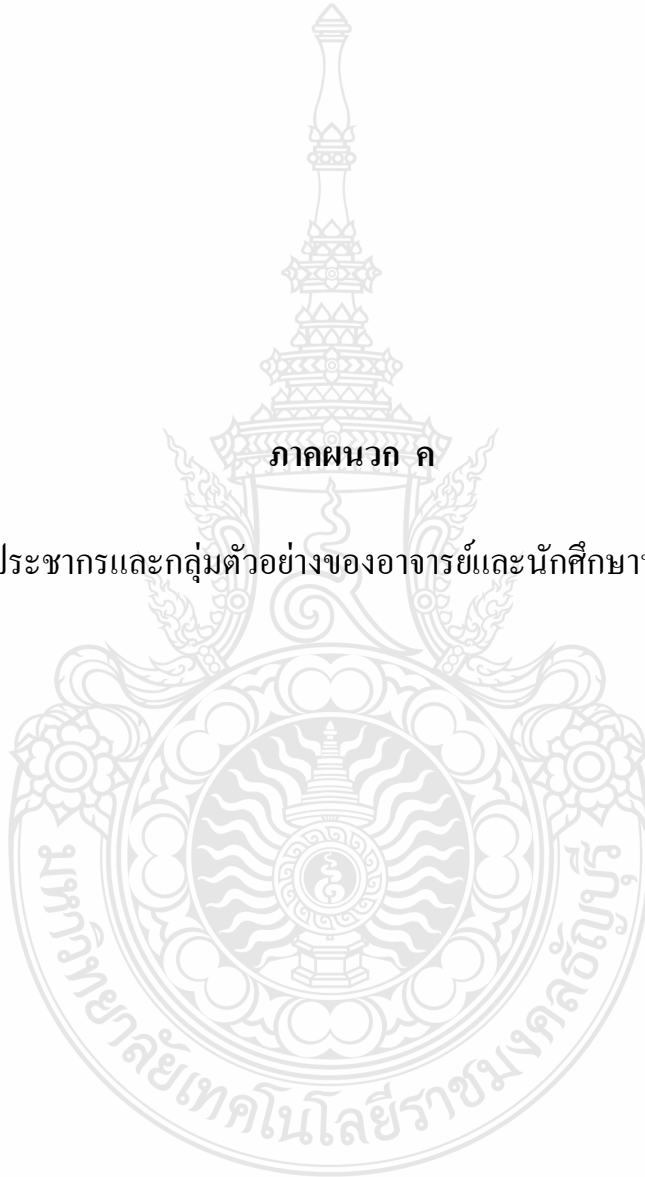 ภาคผนวก ค
ประชากรและกลุ่มตัวอย่างของอาจารย์และนักศึกษา
มหาวิทยาลัยเทคโนโลยีราชมงคลธัญบุรี